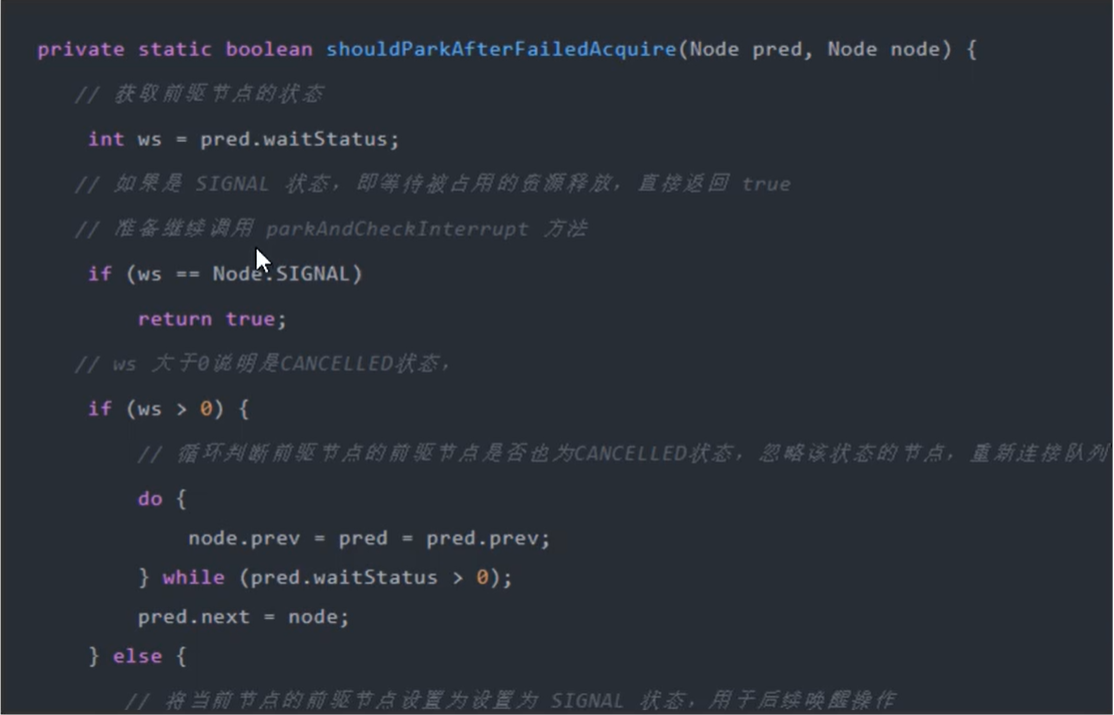 private static boolean shouldParkAfterFailedAcquire(Node pred, Node node) {
// 获取前驱节点的状态
int ws = pred.waitStatus;
// 如果是 SIGNAL 状态，即等待被占用的资源释放，直接返回 true
// 准备继续调用 parkAndCheckInterrupt 方法
if (ws == Node.SIGNAL)
return true;
// ws 大于0说明是CANCELLED状态，
if (ws > 0) {
// 循环判断前驱节点的前驱节点是否也为CANCELLED状态，忽略该状态的节点，重新连接队列
do {
node.prev = pred = pred.prev;
} while (pred.waitStatus > 0);
pred.next = node;
} else {
// 将当前节点的前驱节点设置为设置为 SIGNAL 状态，用于后续唤醒操作